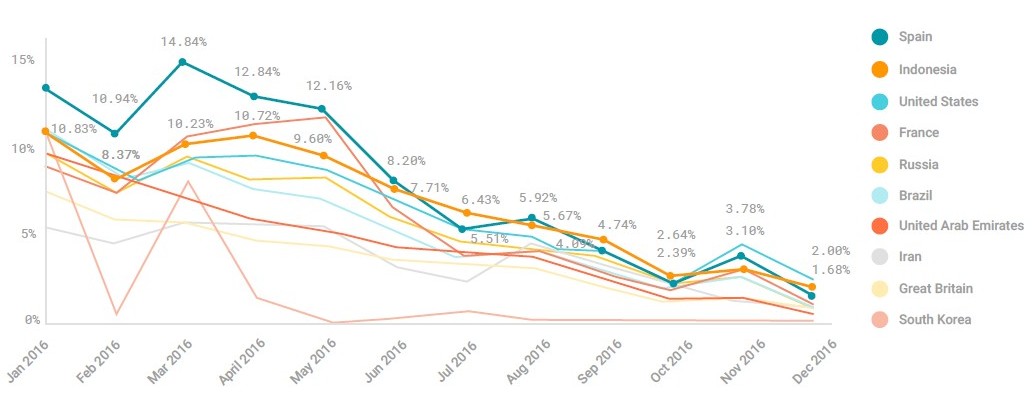 15%
10%
5%
0%
14.84%
12.84%
12.16%
10.94%
10.83%
10.23%
10.72%
9.60%
8.37%
8.20%
7.71%
6.43%
5.92%
5.67%
5.51%
4.09%
4.74%
2.64%
2.39%
3.78%
3.10%
2.00%
1.68%
Jan 2016
Feb 2016
Mar 2016
April 2016
May 2016
Jun 2016
Jul 2016
Aug 2016
Sep 2016
Oct 2016
Nov 2016
Dec 2016
Spain
Indonesia
United States
France
Russia
Brazil
United Arab Emirates
Iran
Great Britain
South Korea